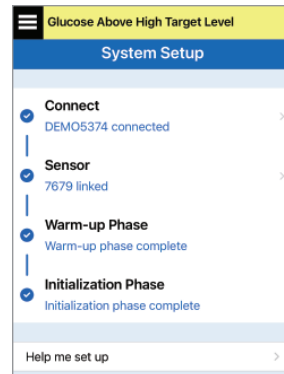 Glucose Above High Target Level
System Setup
Connect
DEMO5374 connected
Sensor
7679 linked
Warm-up Phase
Warm-up phase complete
Initialization Phase
Initialization phase complete
Help me set up